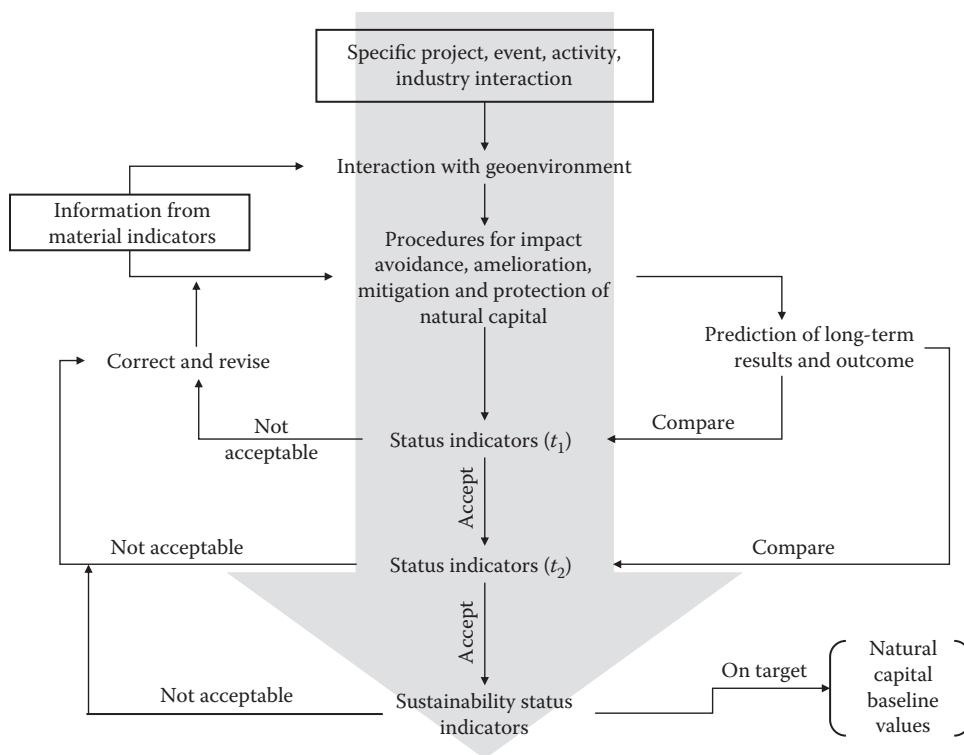 Specific project, event, activity,
industry interaction
Interaction with geoenvironment
Information from
material indicators
Procedures for impact
avoidance, amelioration,
mitigation and protection of
natural capital
Prediction of long-term
results and outcome
Correct and revise
Not
acceptable
Status indicators (t₁)
Compare
Accept
Not acceptable
Status indicators (t₂)
Compare
Accept
Not acceptable
Sustainability status
indicators
On target
Natural
capital
baseline
values